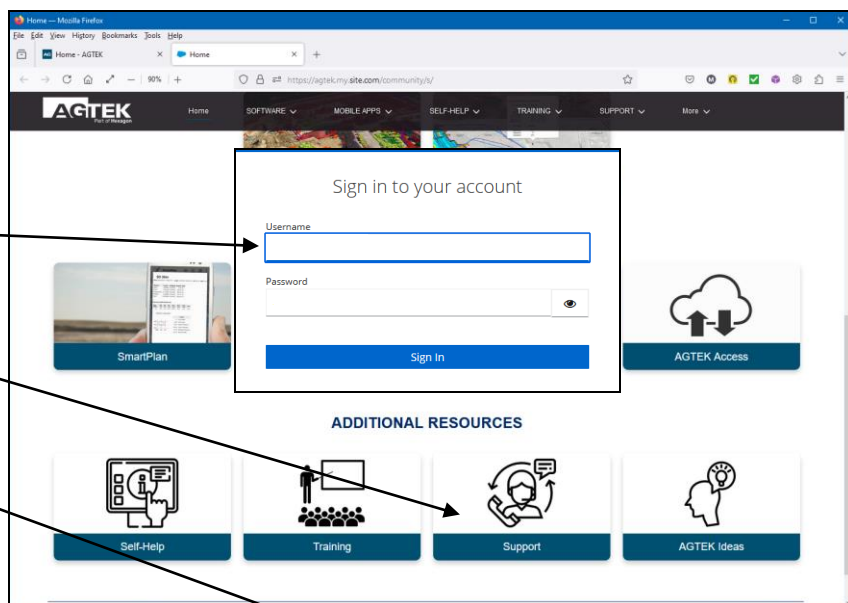 Home — Mozilla Firefox
File Edit View History Bookmarks Tools Help
Home - AGTEK
Home
90%
https://agtek.my.site.com/community/s/
AGTEK
Part of Hexagon
Home SOFTWARE MOBILE APPS SELF-HELP TRAINING SUPPORT More
Sign in to your account
Username
Password
Sign In
SmartPlan
AGTEK Access
ADDITIONAL RESOURCES
Self-Help
Training
Support
AGTEK Ideas